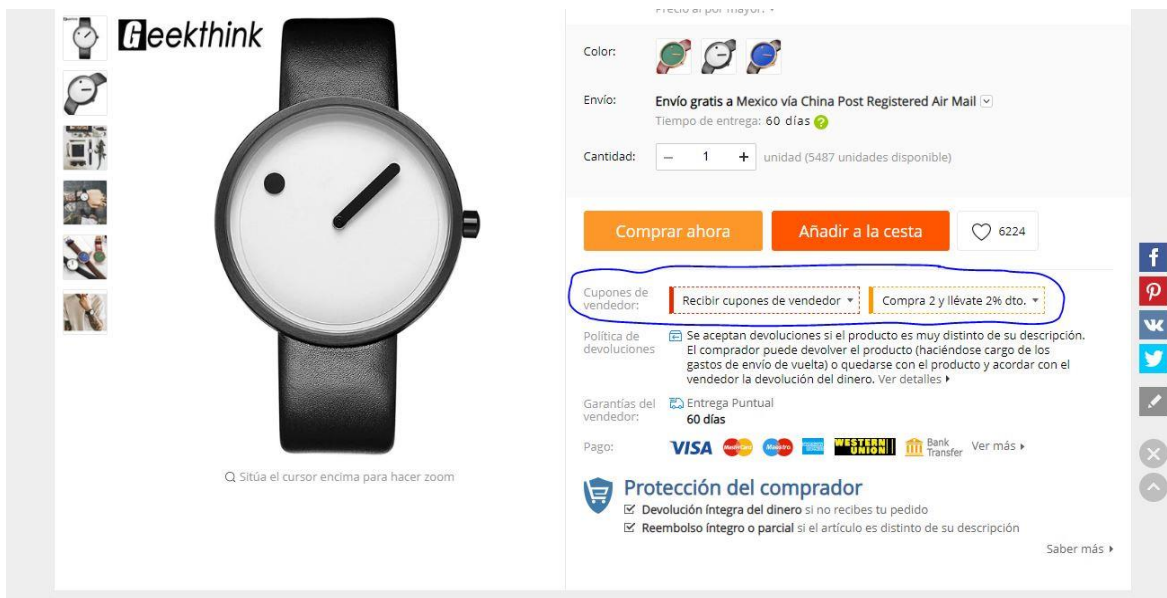 Geekthink
Sitúa el cursor encima para hacer zoom
Precio al por mayor:
Color:
Envío: Envío gratis a Mexico vía China Post Registered Air Mail
Tiempo de entrega: 60 días ?
Cantidad: − 1 + unidad (5487 unidades disponible)
Comprar ahora Añadir a la cesta 6224
Cupones de
vendedor:
Recibir cupones de vendedor Compra 2 y llévate 2% dto.
Política de
devoluciones
Se aceptan devoluciones si el producto es muy distinto de su descripción.
El comprador puede devolver el producto (haciéndose cargo de los
gastos de envío de vuelta) o quedarse con el producto y acordar con el
vendedor la devolución del dinero. Ver detalles
Garantías del
vendedor:
Entrega Puntual
60 días
Pago: VISA MasterCard Maestro WESTERN UNION Bank Transfer Ver más
Protección del comprador
Devolución íntegra del dinero si no recibes tu pedido
Reembolso íntegro o parcial si el artículo es distinto de su descripción
Saber más